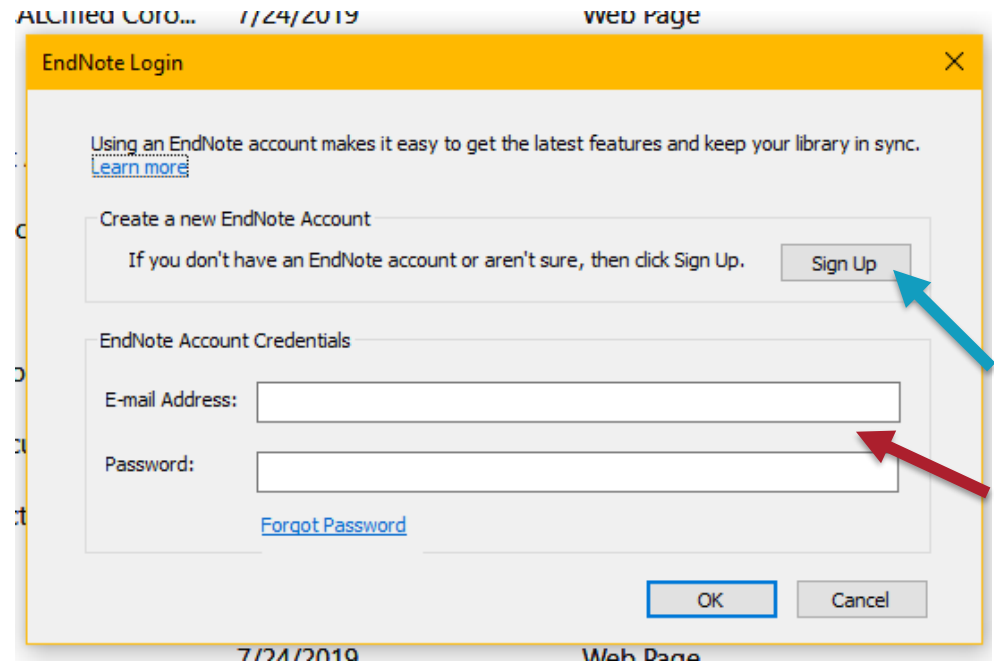 7/24/2019 Web Page
EndNote Login
Using an EndNote account makes it easy to get the latest features and keep your library in sync.
Learn more
Create a new EndNote Account
If you don't have an EndNote account or aren't sure, then click Sign Up. Sign Up
EndNote Account Credentials
E-mail Address:
Password:
Forgot Password
OK Cancel
7/24/2019 Web Page